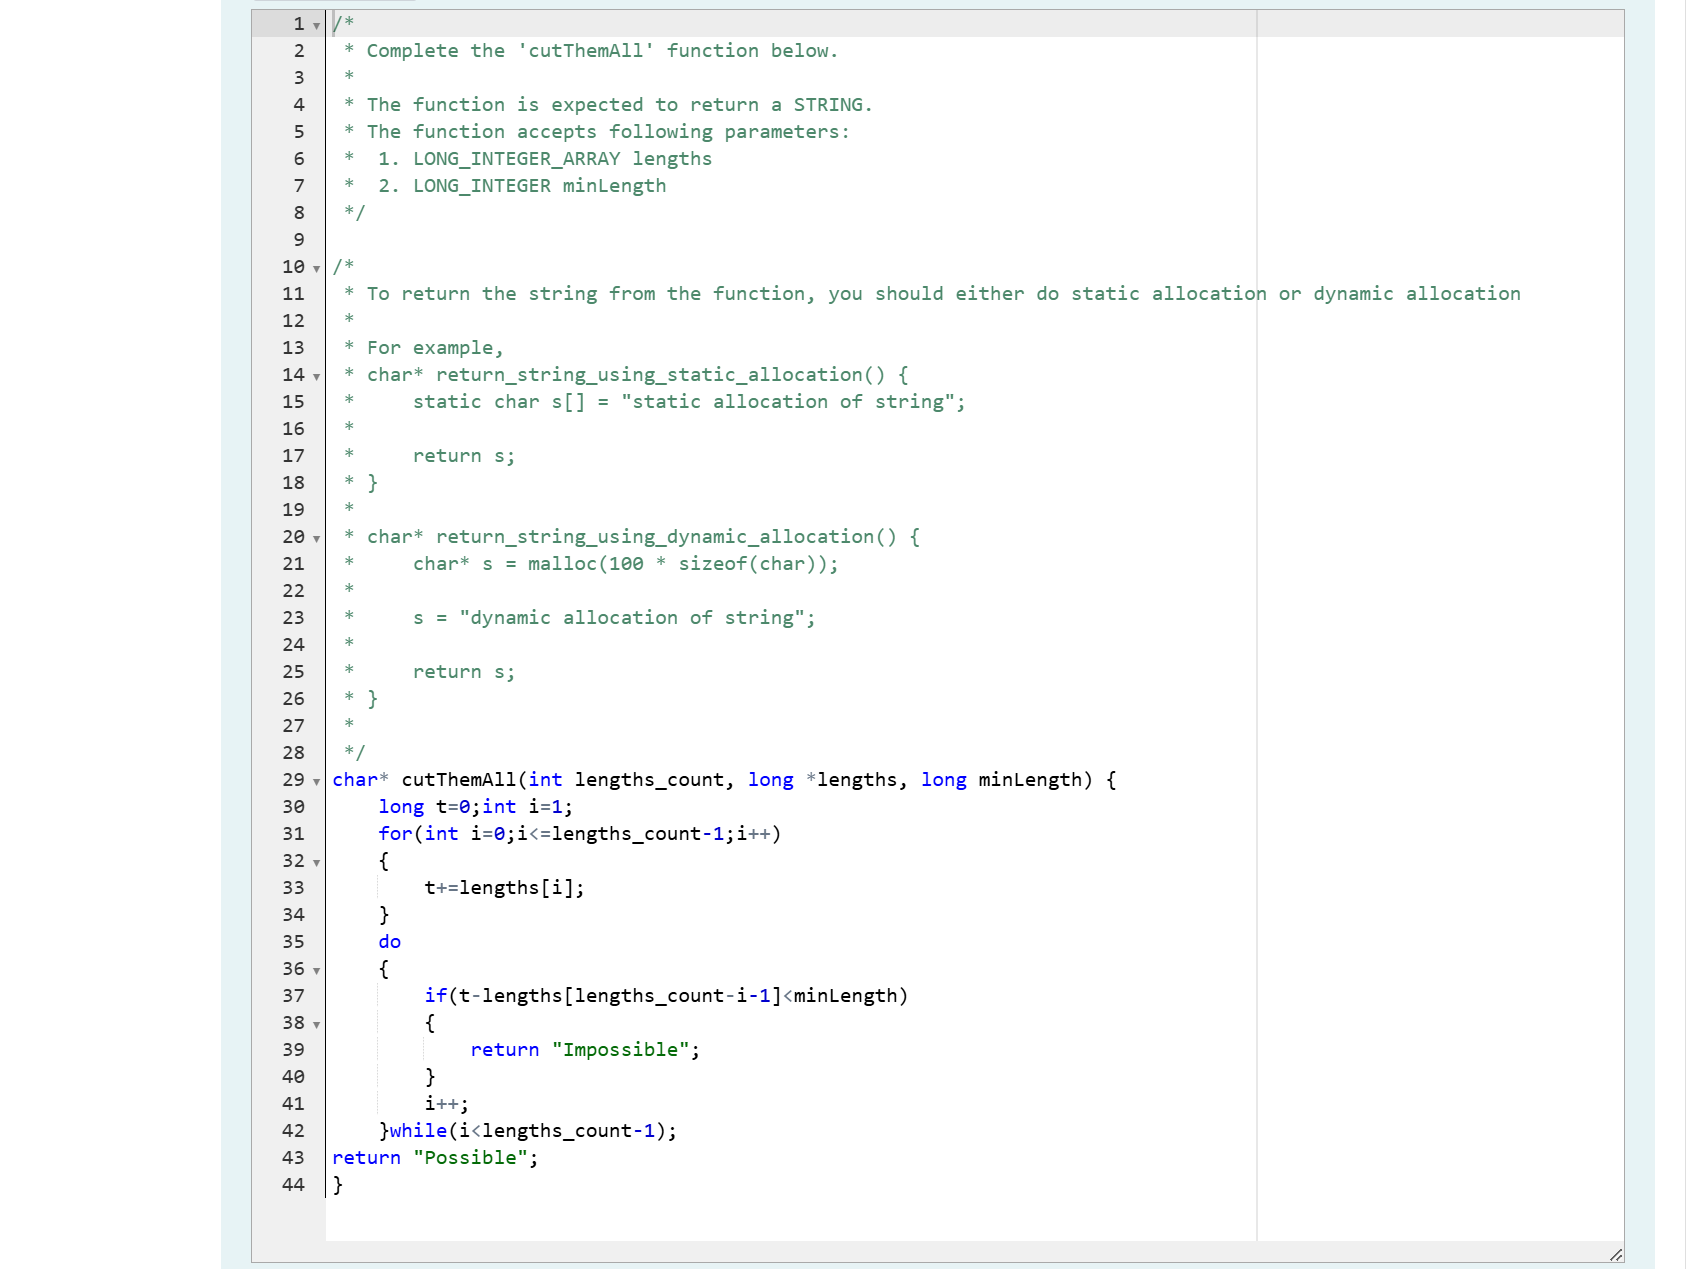 1 /*
2  * Complete the 'cutThemAll' function below.
3  *
4  * The function is expected to return a STRING.
5  * The function accepts following parameters:
6  *  1. LONG_INTEGER_ARRAY lengths
7  *  2. LONG_INTEGER minLength
8  */
9
10 /*
11  * To return the string from the function, you should either do static allocation or dynamic allocation
12  *
13  * For example,
14  * char* return_string_using_static_allocation() {
15  *     static char s[] = "static allocation of string";
16  *
17  *     return s;
18  * }
19  *
20  * char* return_string_using_dynamic_allocation() {
21  *     char* s = malloc(100 * sizeof(char));
22  *
23  *     s = "dynamic allocation of string";
24  *
25  *     return s;
26  * }
27  *
28  */
29 char* cutThemAll(int lengths_count, long *lengths, long minLength) {
30     long t=0;int i=1;
31     for(int i=0;i<=lengths_count-1;i++)
32     {
33         t+=lengths[i];
34     }
35     do
36     {
37         if(t-lengths[lengths_count-i-1]<minLength)
38         {
39             return "Impossible";
40         }
41         i++;
42     }while(i<lengths_count-1);
43 return "Possible";
44 }